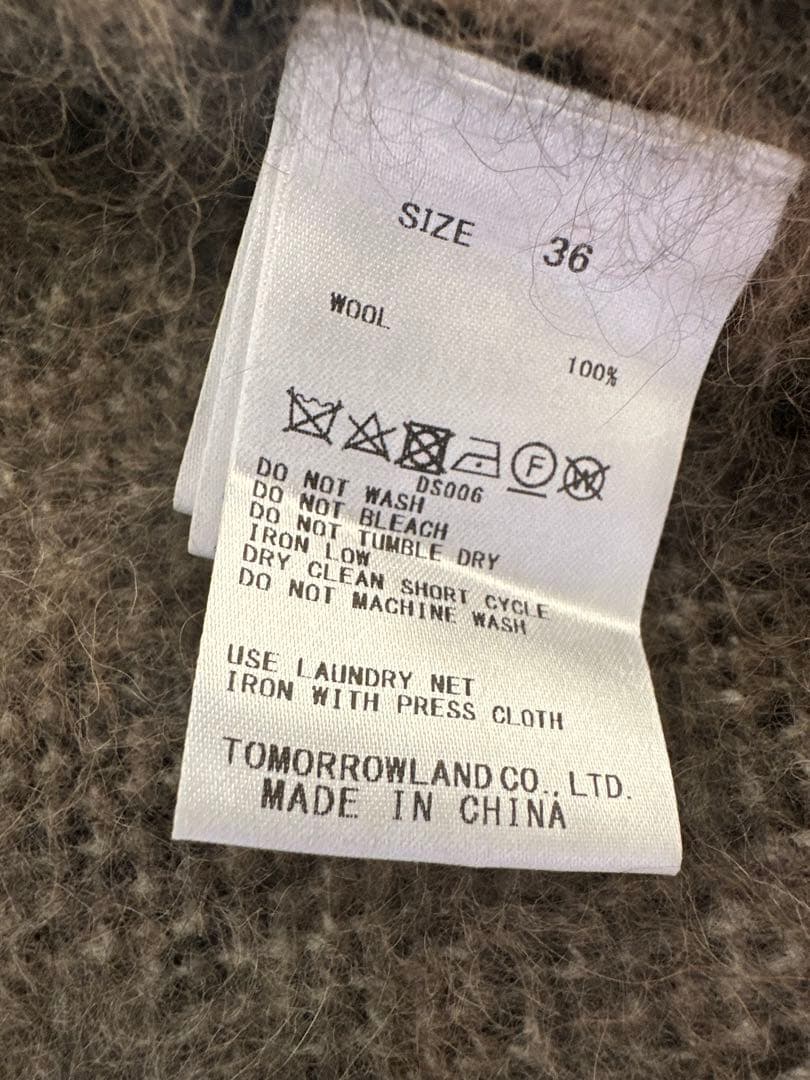 SIZE 36
WOOL
100%
F W
DS006
DO NOT WASH
DO NOT BLEACH
DO NOT TUMBLE DRY
IRON LOW
DRY CLEAN SHORT CYCLE
DO NOT MACHINE WASH
USE LAUNDRY NET
IRON WITH PRESS CLOTH
TOMORROWLAND CO., LTD.
MADE IN CHINA